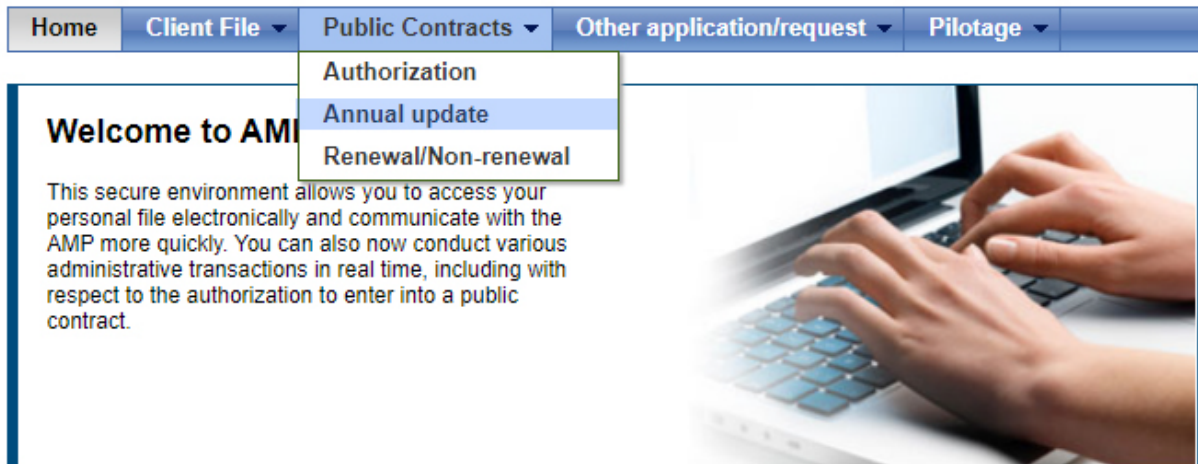 Home Client File Public Contracts Other application/request Pilotage
Authorization
Annual update
Renewal/Non-renewal
Welcome to AM
This secure environment allows you to access your
personal file electronically and communicate with the
AMP more quickly. You can also now conduct various
administrative transactions in real time, including with
respect to the authorization to enter into a public
contract.